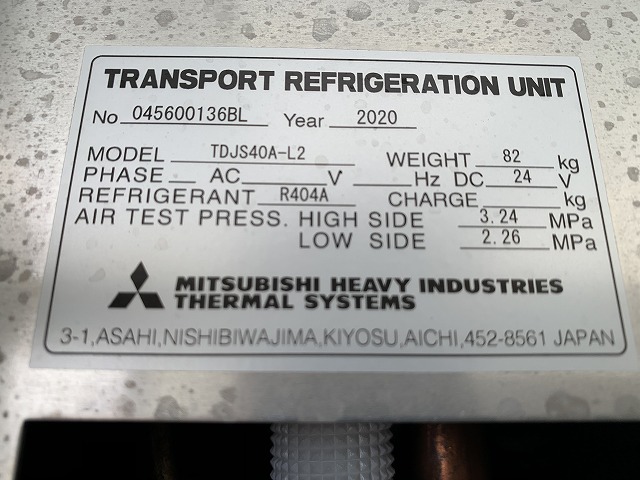 TRANSPORT REFRIGERATION UNIT
No 045600136BL Year 2020
MODEL TDJS40A-L2 WEIGHT 82 kg
PHASE AC V Hz DC 24 V
REFRIGERANT R404A CHARGE kg
AIR TEST PRESS. HIGH SIDE 3.24 MPa
LOW SIDE 2.26 MPa
MITSUBISHI HEAVY INDUSTRIES
THERMAL SYSTEMS
3-1,ASAHI,NISHIBIWAJIMA,KIYOSU,AICHI,452-8561 JAPAN